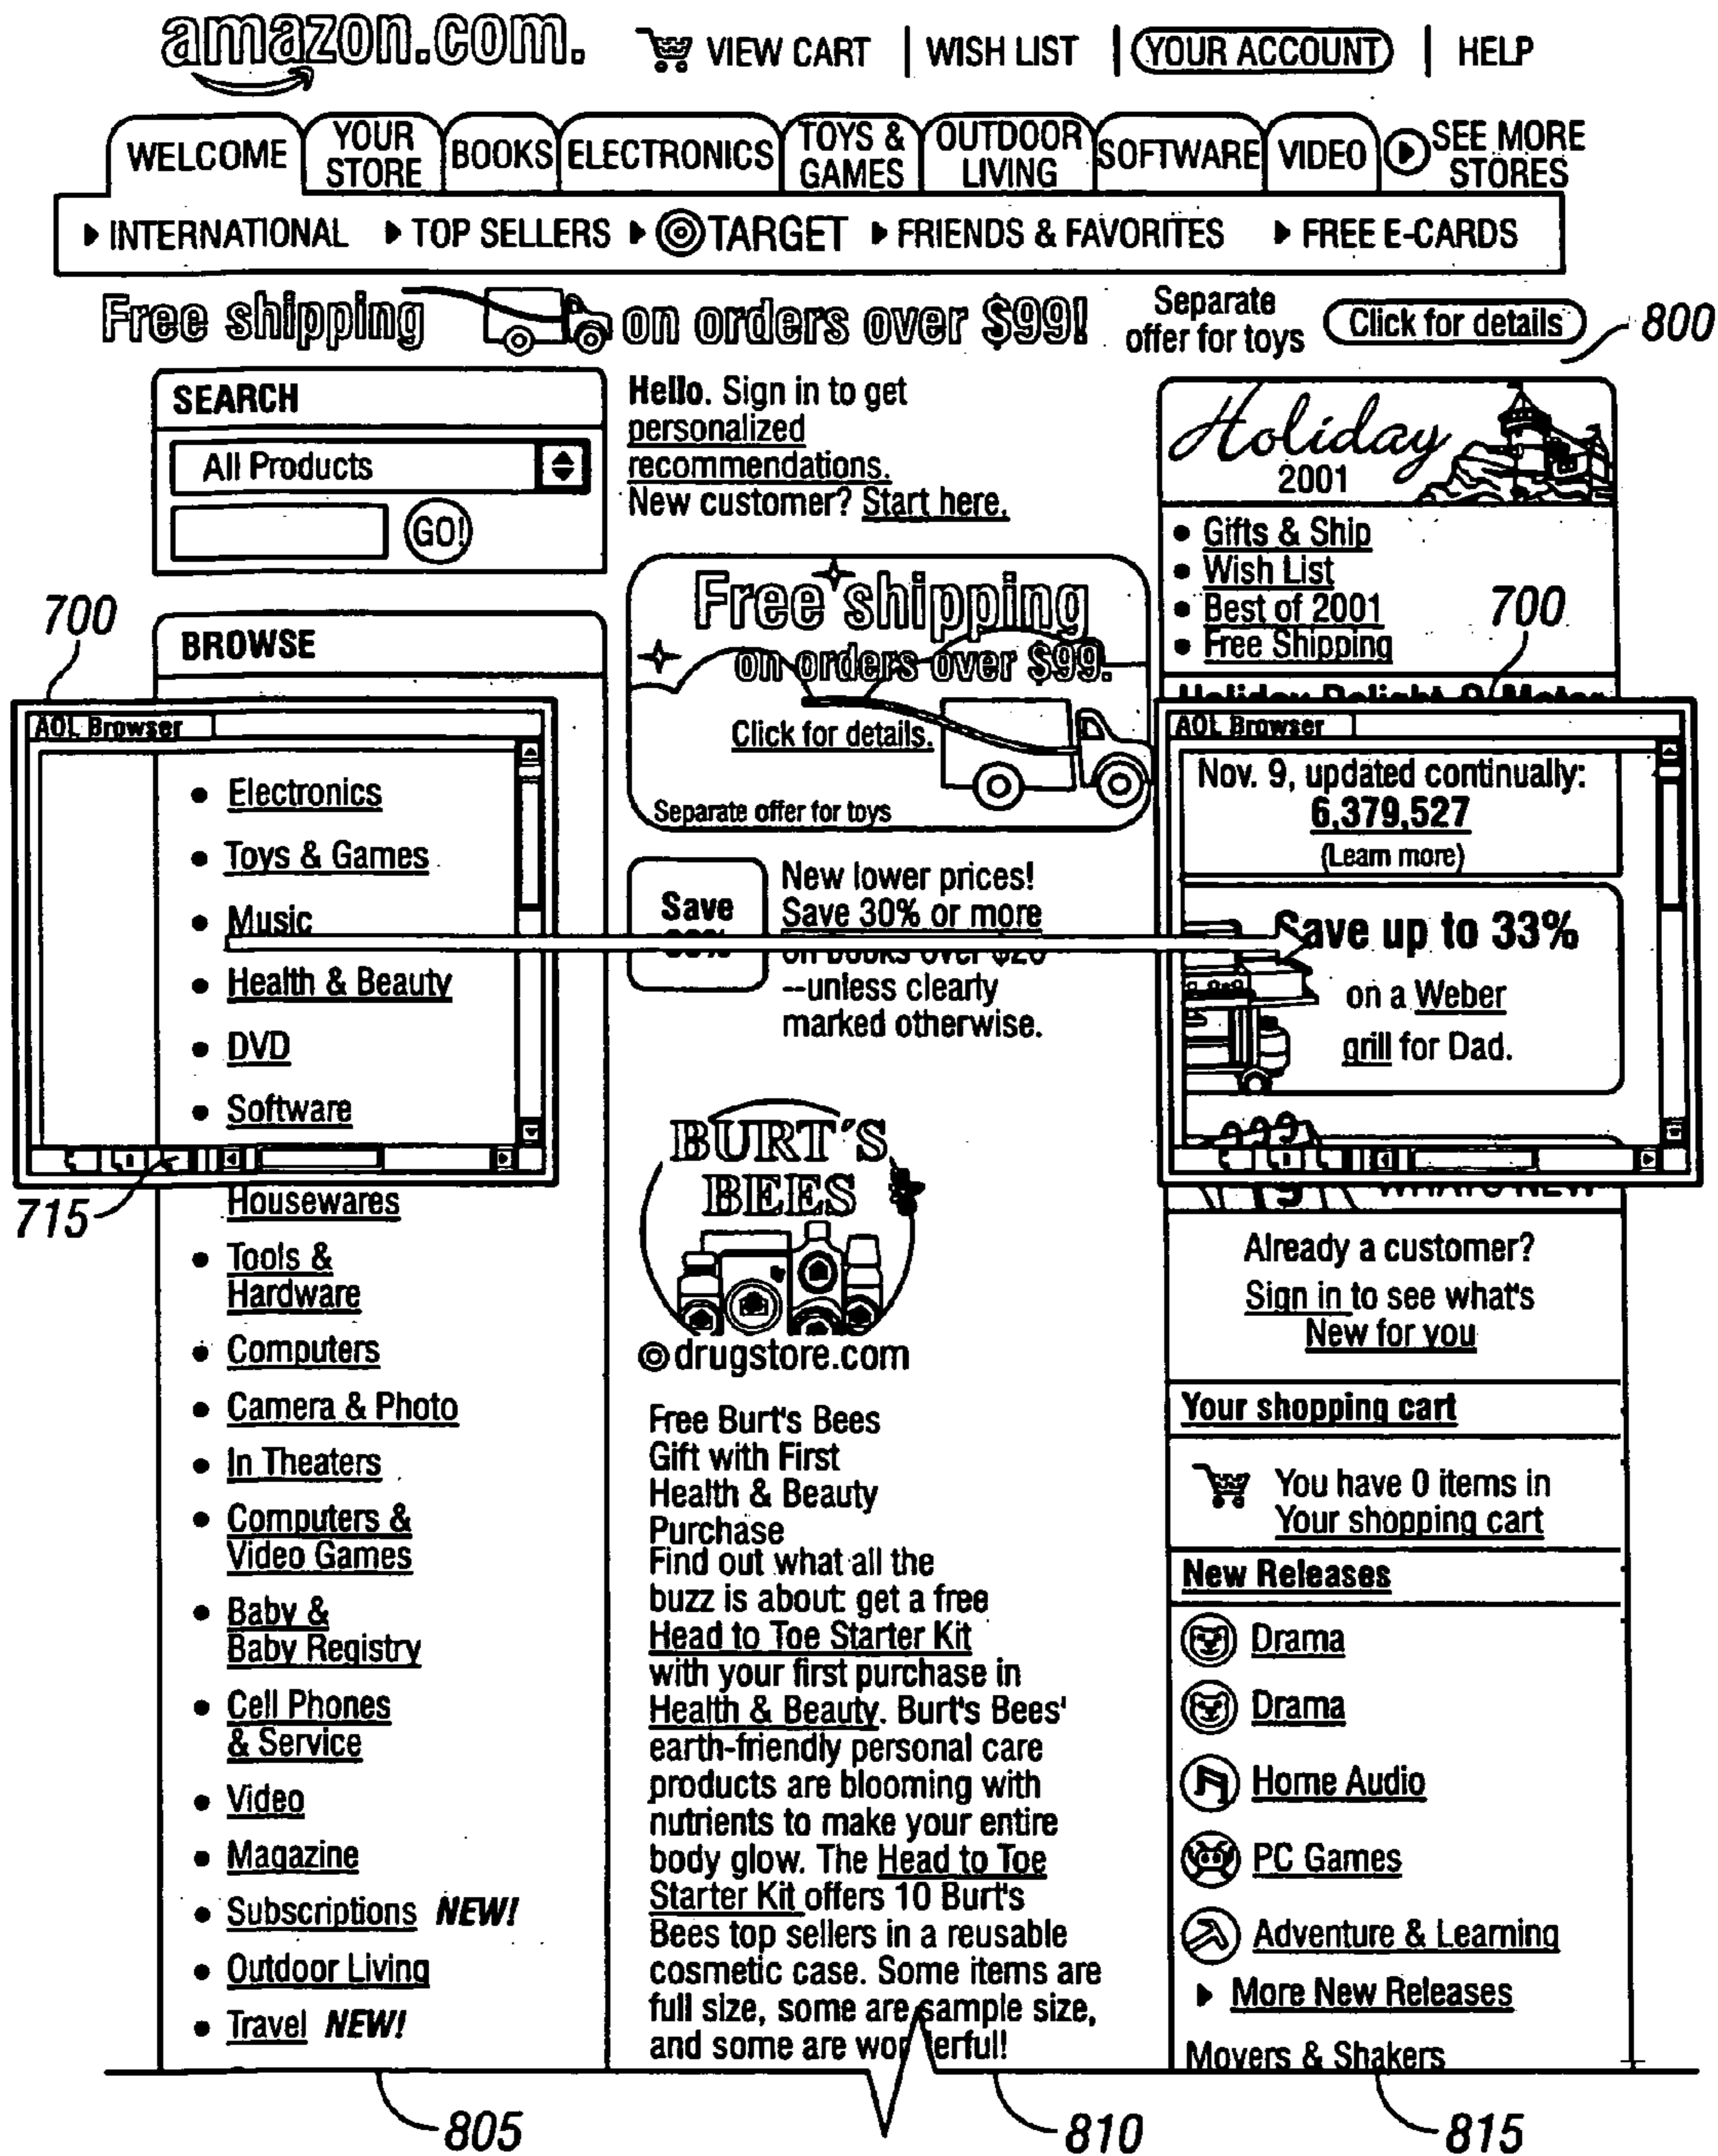 amazon.com.
VIEW CART | WISH LIST | YOUR ACCOUNT | HELP
WELCOME
YOUR STORE
BOOKS
ELECTRONICS
TOYS & GAMES
OUTDOOR LIVING
SOFTWARE
VIDEO
SEE MORE STORES
INTERNATIONAL TOP SELLERS TARGET FRIENDS & FAVORITES FREE E-CARDS
Free shipping on orders over $99!
Separate
offer for toys
Click for details
800
SEARCH
All Products
GO!
Hello. Sign in to get
personalized
recommendations.
New customer? Start here.
Holiday
2001
• Gifts & Ship
• Wish List
• Best of 2001
• Free Shipping
700
700
BROWSE
AOL Browser
• Electronics
• Toys & Games
• Music
• Health & Beauty
• DVD
• Software
715
Housewares
• Tools &
Hardware
• Computers
• Camera & Photo
• In Theaters
• Computers &
Video Games
• Baby &
Baby Registry
• Cell Phones
& Service
• Video
• Magazine
• Subscriptions NEW!
• Outdoor Living
• Travel NEW!
805
Free shipping
on orders over $99.
Click for details.
Separate offer for toys
Save
New lower prices!
Save 30% or more
on books over
--unless clearly
marked otherwise.
BURT'S
BEES
drugstore.com
Free Burt's Bees
Gift with First
Health & Beauty
Purchase
Find out what all the
buzz is about: get a free
Head to Toe Starter Kit
with your first purchase in
Health & Beauty. Burt's Bees'
earth-friendly personal care
products are blooming with
nutrients to make your entire
body glow. The Head to Toe
Starter Kit offers 10 Burt's
Bees top sellers in a reusable
cosmetic case. Some items are
full size, some are sample size,
and some are wonderful!
810
AOL Browser
Nov. 9, updated continually:
6,379,527
(Learn more)
Save up to 33%
on a Weber
grill for Dad.
WHAT'S NEW
Already a customer?
Sign in to see what's
New for you
Your shopping cart
You have 0 items in
Your shopping cart
New Releases
Drama
Drama
Home Audio
PC Games
Adventure & Learning
More New Releases
Movers & Shakers
815